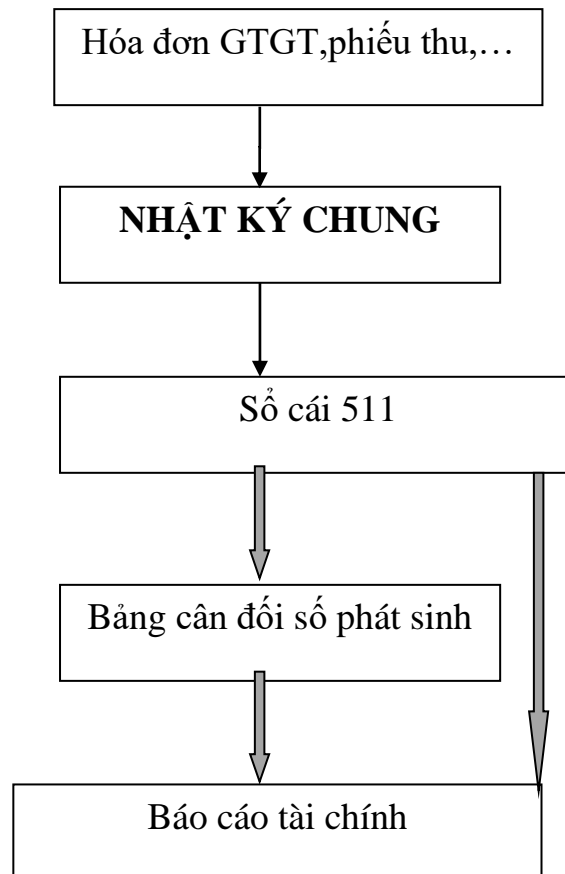 Hóa đơn GTGT,phiếu thu,…
NHẬT KÝ CHUNG
Sổ cái 511
Bảng cân đối số phát sinh
Báo cáo tài chính